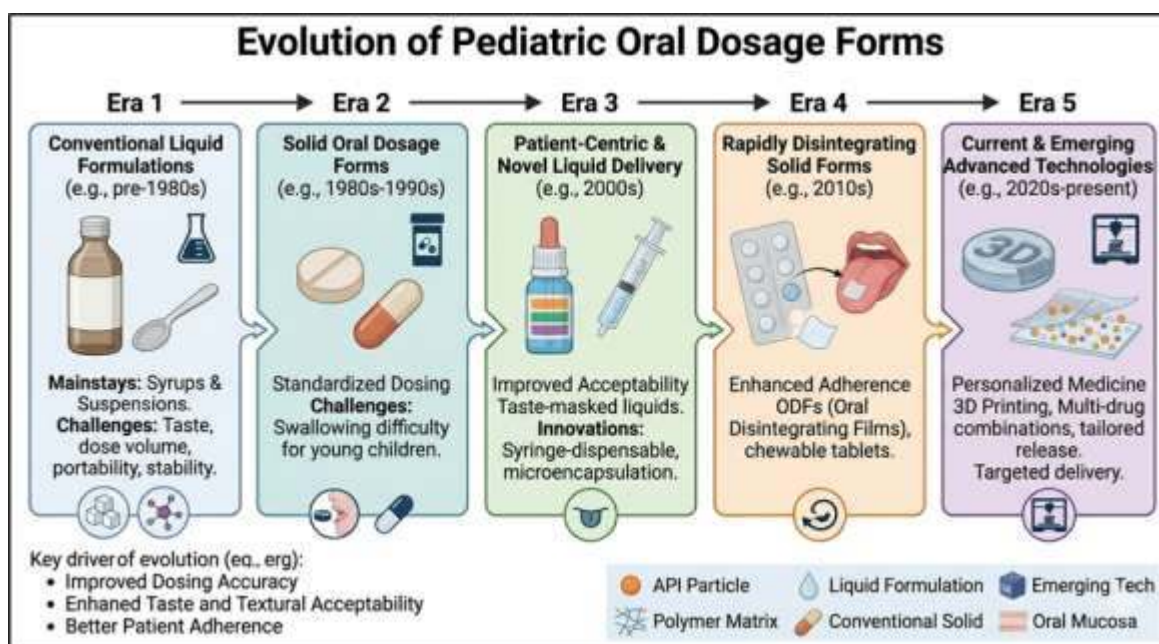 Evolution of Pediatric Oral Dosage Forms
Era 1
Era 2
Era 3
Era 4
Era 5
Conventional Liquid
Formulations
(e.g., pre-1980s)
Mainstays: Syrups &
Suspensions.
Challenges: Taste,
dose volume,
portability, stability.
Solid Oral Dosage
Forms
(e.g., 1980s-1990s)
Standardized Dosing
Challenges:
Swallowing difficulty
for young children.
Patient-Centric &
Novel Liquid Delivery
(e.g., 2000s)
Improved Acceptability
Taste-masked liquids.
Innovations:
Syringe-dispensable,
microencapsulation.
Rapidly Disintegrating
Solid Forms
(e.g., 2010s)
Enhanced Adherence
ODFs (Oral
Disintegrating Films),
chewable tablets.
Current & Emerging
Advanced Technologies
(e.g., 2020s-present)
3D
Personalized Medicine
3D Printing, Multi-drug
combinations, tailored
release.
Targeted delivery.
Key driver of evolution (eq., erg):
• Improved Dosing Accuracy
• Enhaned Taste and Textural Acceptability
• Better Patient Adherence
API Particle
Liquid Formulation
Emerging Tech
Polymer Matrix
Conventional Solid
Oral Mucosa